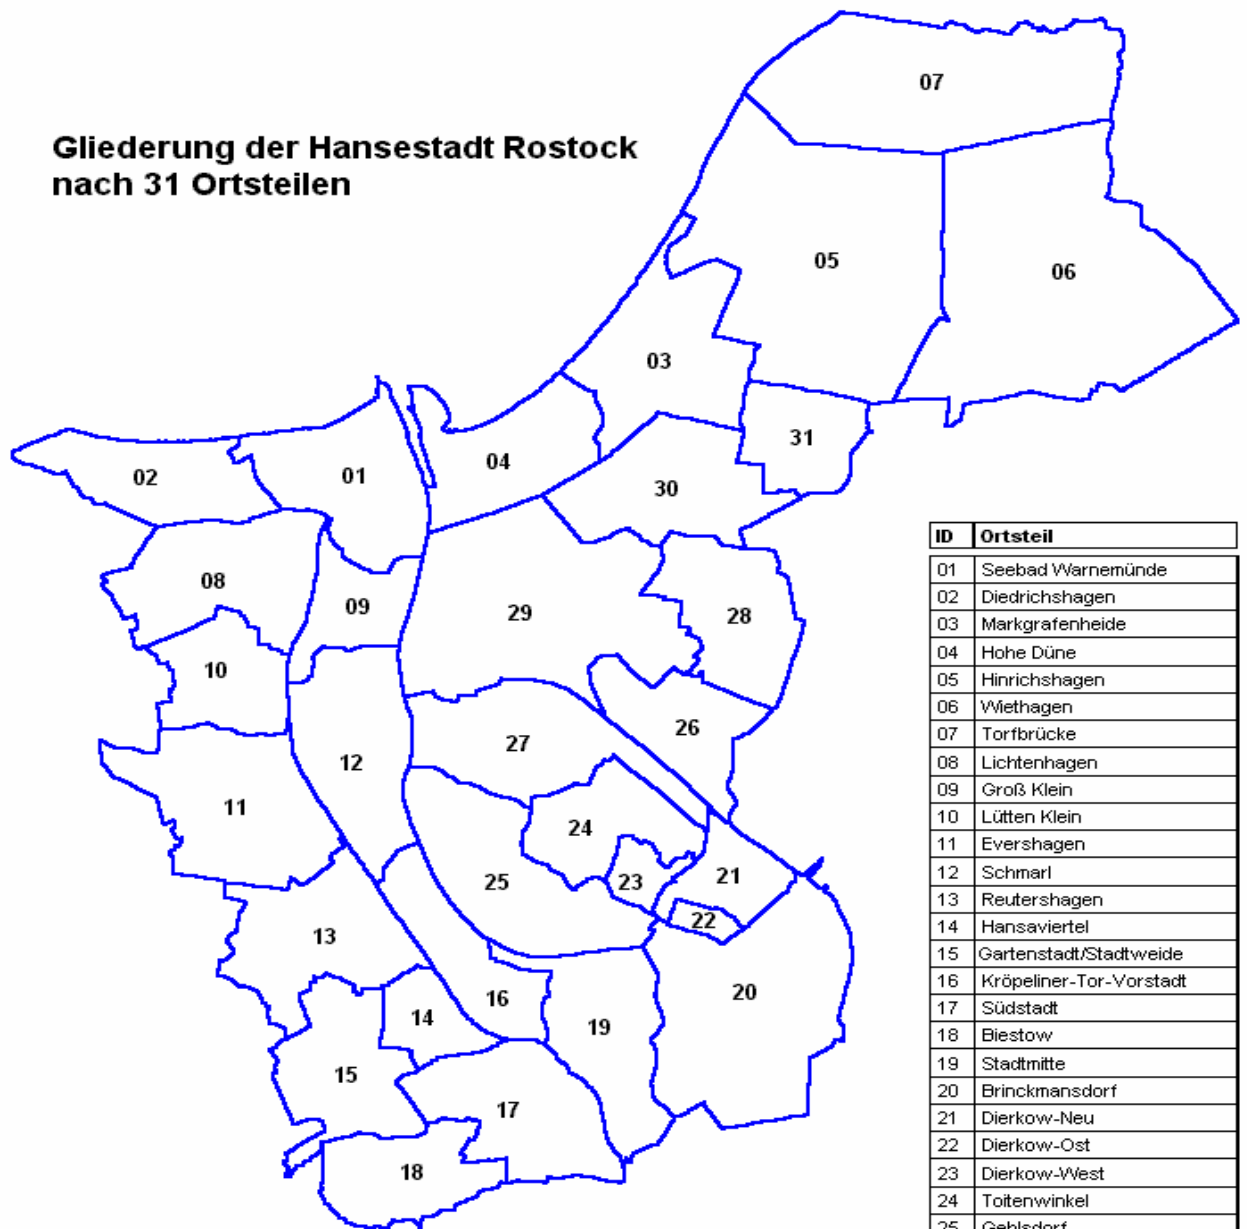 Gliederung der Hansestadt Rostock
nach 31 Ortsteilen
07
05
06
03
31
04
02
01
30
08
09
29
28
10
26
27
12
11
24
25
23
21
22
13
20
16
14
19
15
17
18
ID Ortsteil
01 Seebad Warnemünde
02 Diedrichshagen
03 Markgrafenheide
04 Hohe Düne
05 Hinrichshagen
06 Wiethagen
07 Torfbrücke
08 Lichtenhagen
09 Groß Klein
10 Lütten Klein
11 Evershagen
12 Schmarl
13 Reutershagen
14 Hansaviertel
15 Gartenstadt/Stadtweide
16 Kröpeliner-Tor-Vorstadt
17 Südstadt
18 Biestow
19 Stadtmitte
20 Brinckmansdorf
21 Dierkow-Neu
22 Dierkow-Ost
23 Dierkow-West
24 Toitenwinkel
25 Gehlsdorf